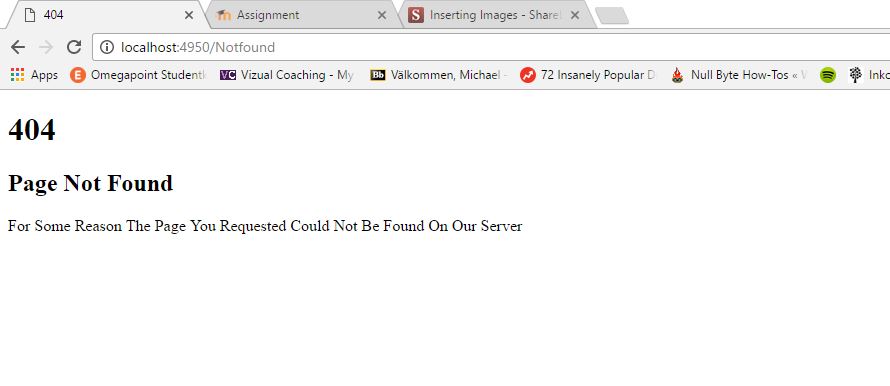 404
Assignment
Inserting Images - Share
localhost:4950/Notfound
Apps
Omegapoint Student
Vizual Coaching - My
Bb
Välkommen, Michael -
72 Insanely Popular D
Null Byte How-Tos «
Inko
404
Page Not Found
For Some Reason The Page You Requested Could Not Be Found On Our Server